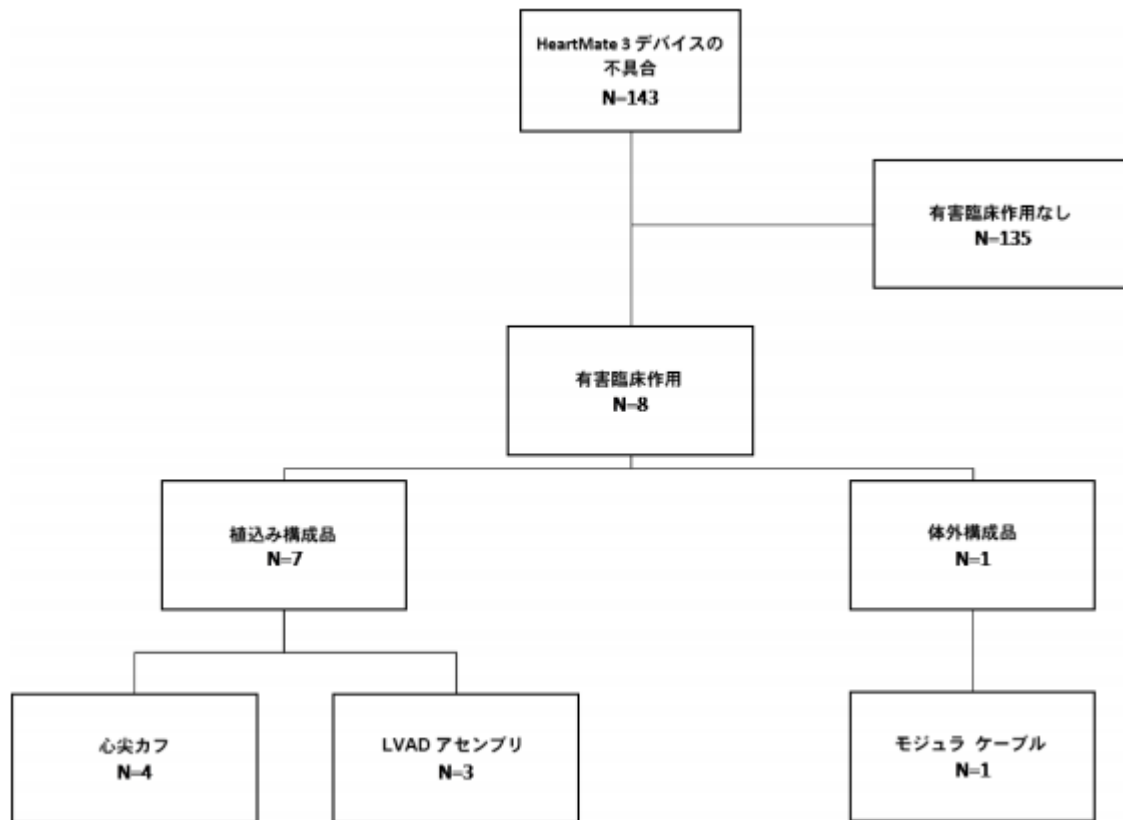 HeartMate 3 デバイスの
不具合
N=143
有害臨床作用なし
N=135
有害臨床作用
N=8
植込み構成品
N=7
体外構成品
N=1
心尖カフ
N=4
LVAD アセンブリ
N=3
モジュラ ケーブル
N=1